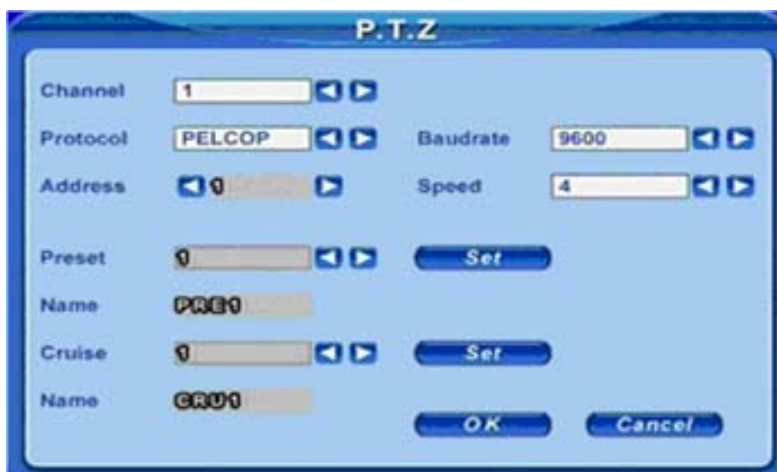 P.T.Z
Channel 1
Protocol PELCOP Baudrate 9600
Address 1 Speed 4
Preset 1 Set
Name PRE1
Cruise 1 Set
Name CRU1
OK Cancel